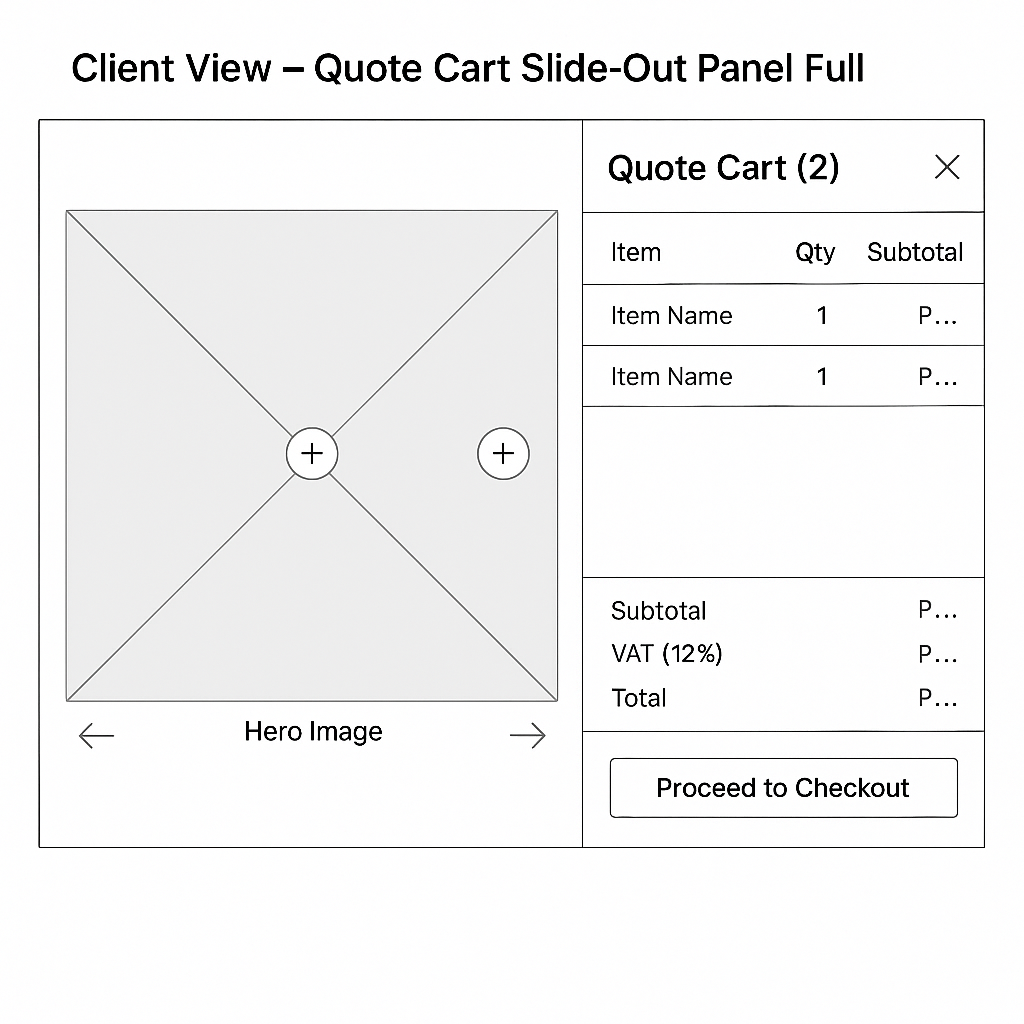 Client View – Quote Cart Slide-Out Panel Full
Quote Cart (2)
Item Qty Subtotal
Item Name 1 P...
Item Name 1 P...
Subtotal P...
VAT (12%) P...
Total P...
Hero Image
Proceed to Checkout